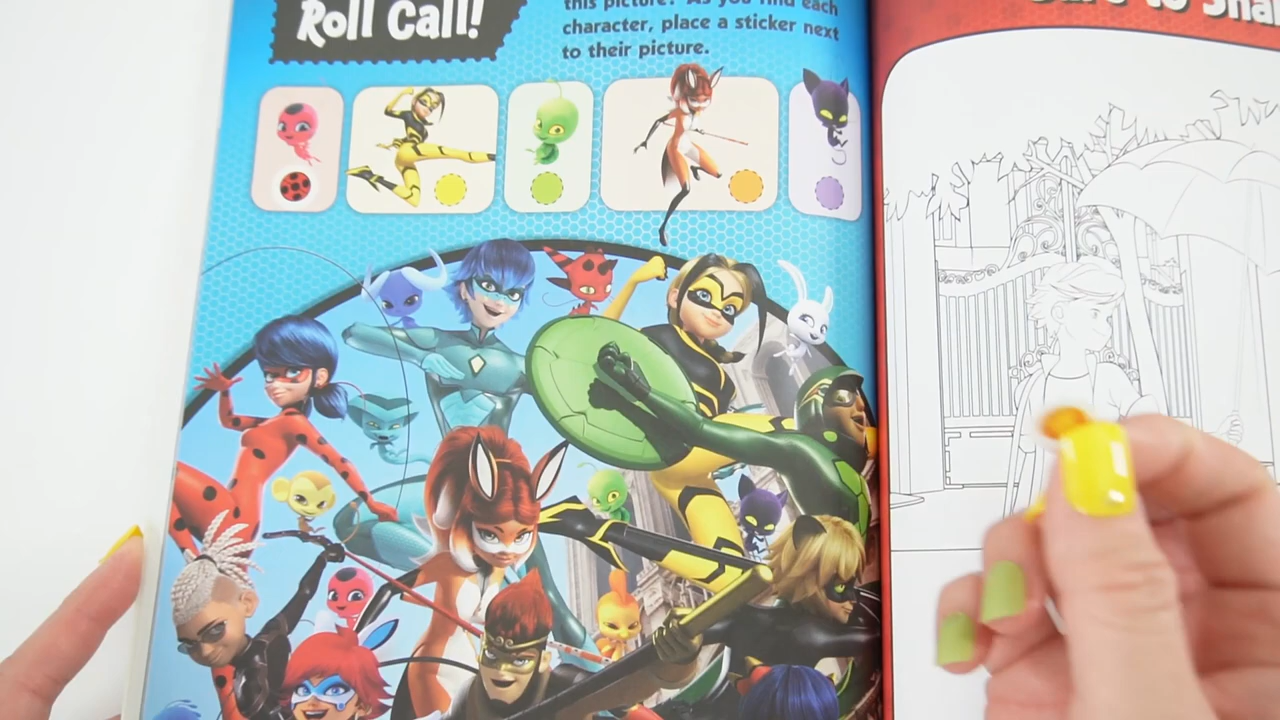 Roll Call!
this picture? As you find each
character, place a sticker next
to their picture.